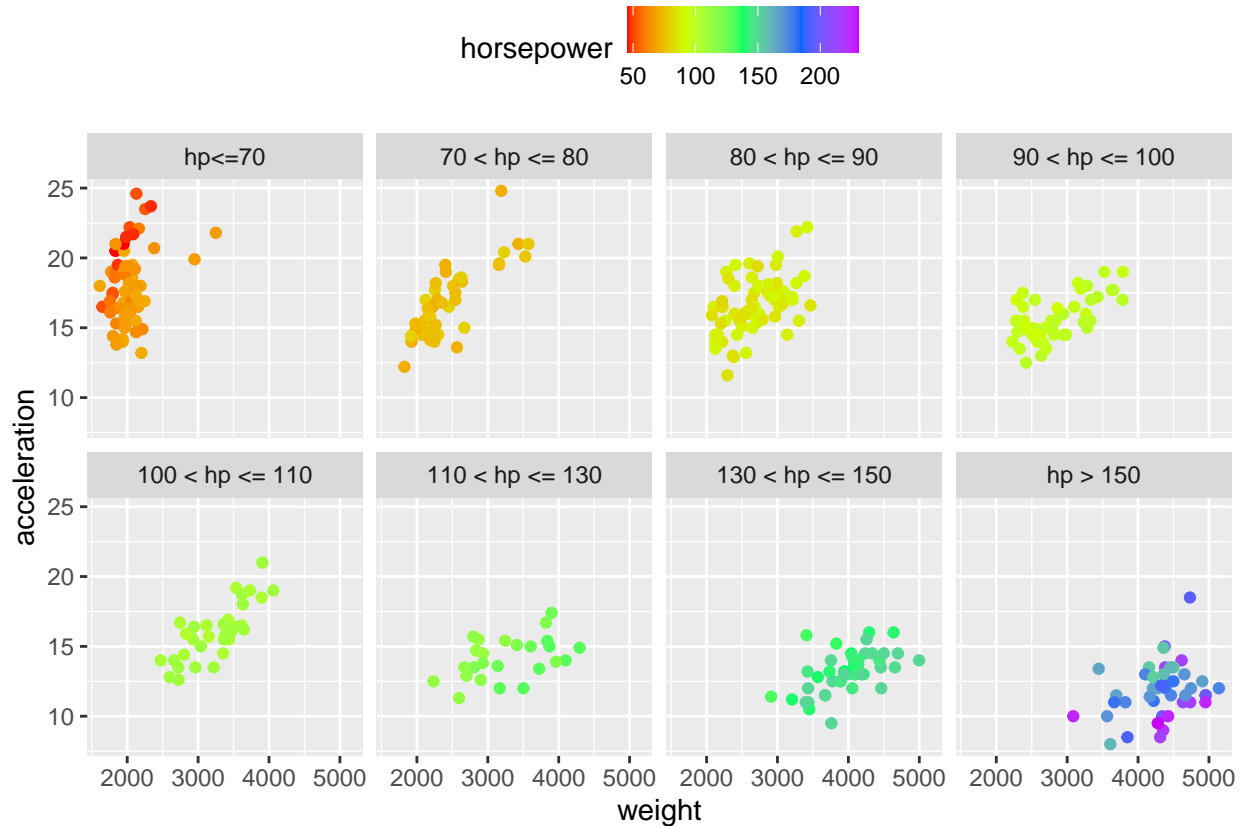 horsepower
50 100 150 200
hp<=70
70 < hp <= 80
80 < hp <= 90
90 < hp <= 100
25
20
15
10
100 < hp <= 110
110 < hp <= 130
130 < hp <= 150
hp > 150
25
20
15
10
acceleration
2000 3000 4000 5000
2000 3000 4000 5000
2000 3000 4000 5000
2000 3000 4000 5000
weight